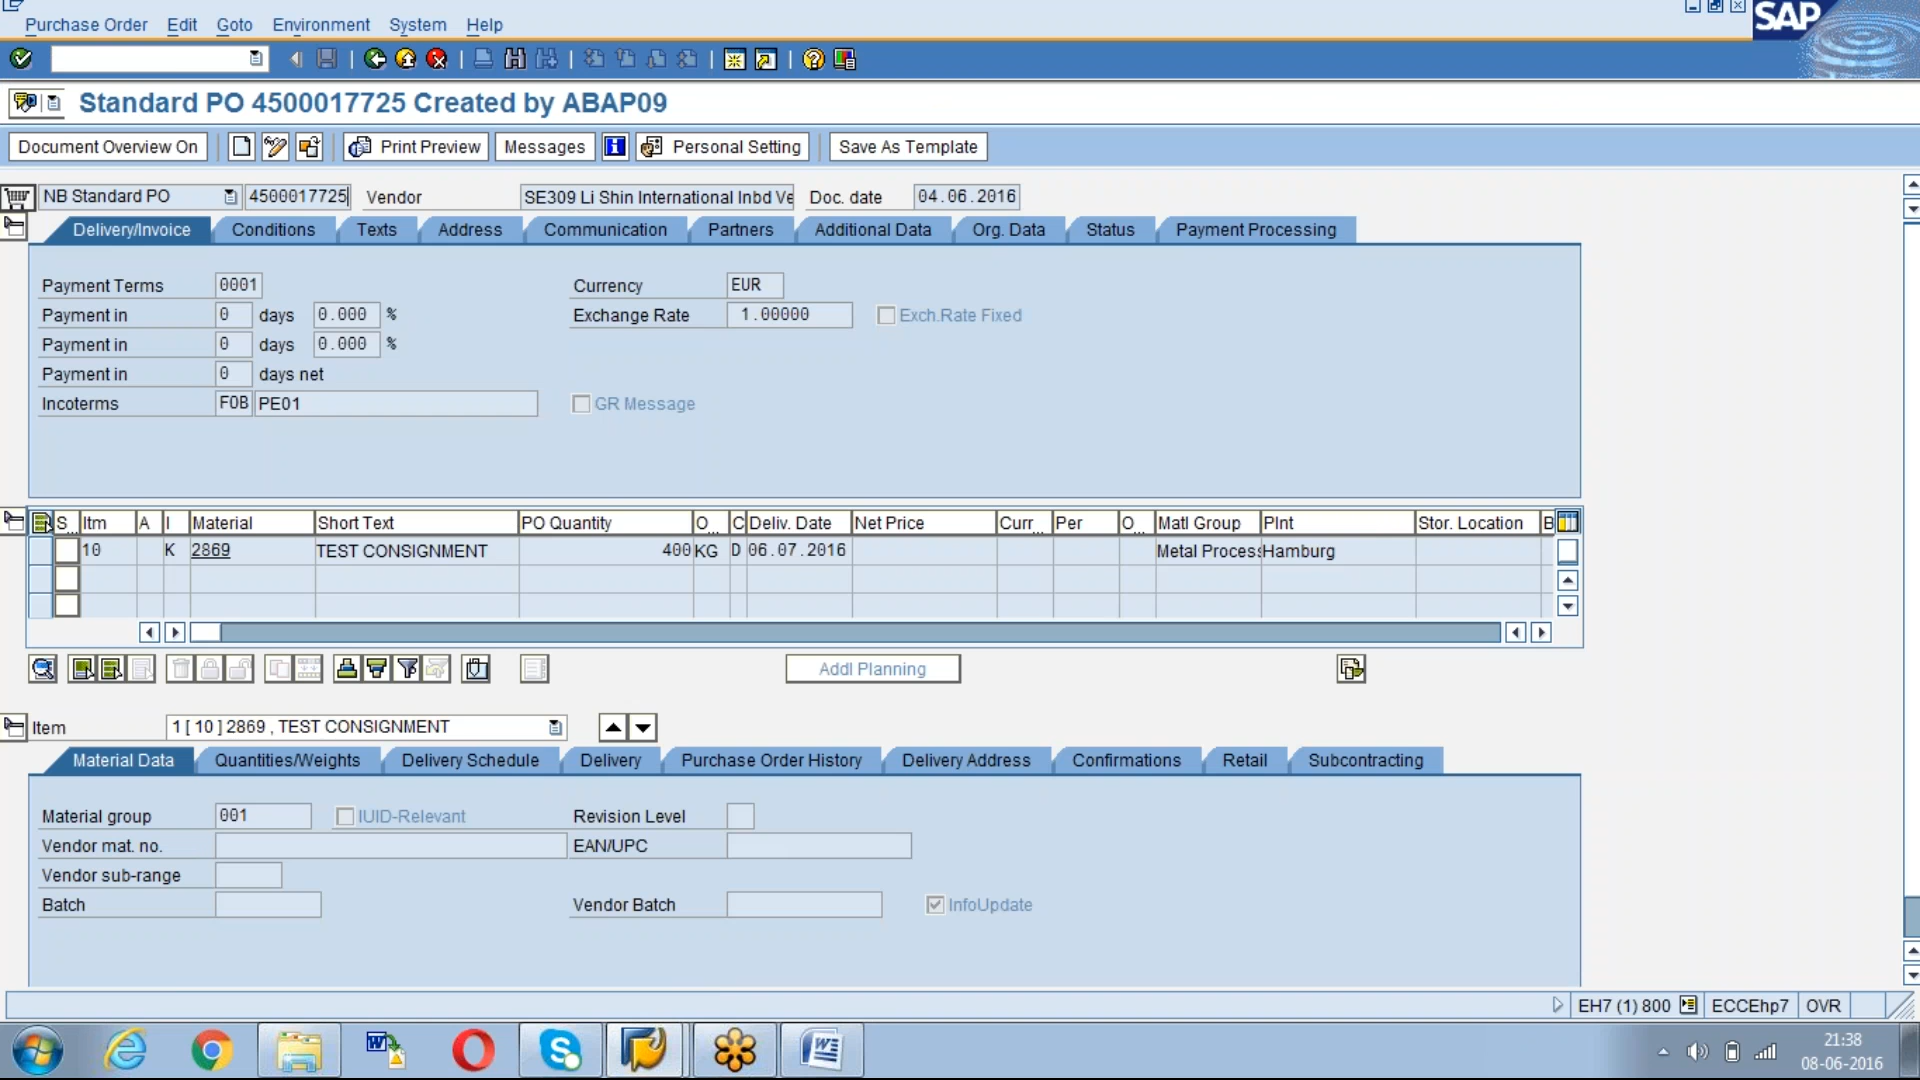 Purchase Order Edit Goto Environment System Help
SAP
Standard PO 4500017725 Created by ABAP09
Document Overview On Print Preview Messages Personal Setting Save As Template
NB Standard PO 4500017725 Vendor SE309 Li Shin International Inbd Ve Doc. date 04.06.2016
Delivery/Invoice Conditions Texts Address Communication Partners Additional Data Org. Data Status Payment Processing
Payment Terms 0001 Currency EUR
Payment in 0 days 0.000 % Exchange Rate 1.00000 Exch.Rate Fixed
Payment in 0 days 0.000 %
Payment in 0 days net
Incoterms FOB PE01 GR Message
S... Itm A I Material Short Text PO Quantity O... C Deliv. Date Net Price Curr... Per O... Matl Group Plnt Stor. Location B
10 K 2869 TEST CONSIGNMENT 400 KG D 06.07.2016 Metal Process Hamburg
Addl Planning
Item 1 [ 10 ] 2869 , TEST CONSIGNMENT
Material Data Quantities/Weights Delivery Schedule Delivery Purchase Order History Delivery Address Confirmations Retail Subcontracting
Material group 001 IUID-Relevant Revision Level
Vendor mat. no. EAN/UPC
Vendor sub-range
Batch Vendor Batch InfoUpdate
EH7 (1) 800 ECCEhp7 OVR
21:38
08-06-2016